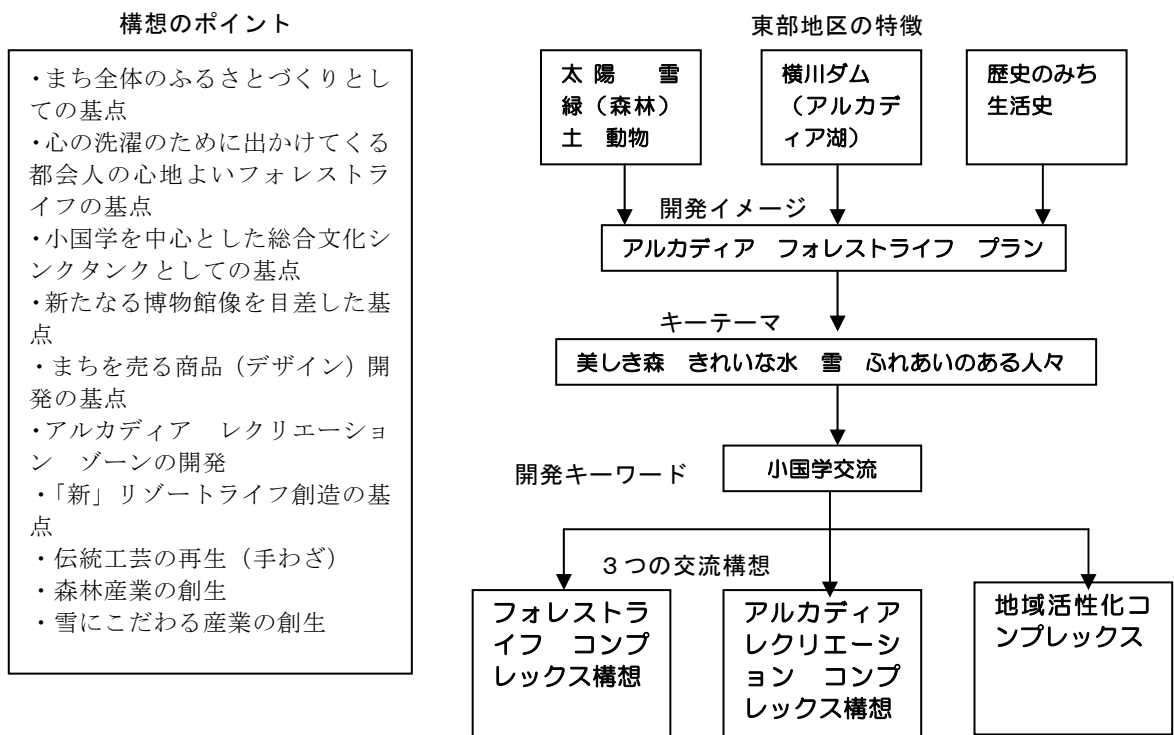 構想のポイント
・まち全体のふるさとづくりとし
ての基点
・心の洗濯のために出かけてくる
都会人の心地よいフォレストラ
イフの基点
・小国学を中心とした総合文化シ
ンクタンクとしての基点
・新たなる博物館像を目差した基
点
・まちを売る商品（デザイン）開
発の基点
・アルカディア　レクリエーショ
ン　ゾーンの開発
・「新」リゾートライフ創造の基
点
・伝統工芸の再生（手わざ）
・森林産業の創生
・雪にこだわる産業の創生
東部地区の特徴
太陽　雪
緑（森林）
土　動物
横川ダム
（アルカデ
ィア湖）
歴史のみち
生活史
開発イメージ
アルカディア　フォレストライフ　プラン
キーテーマ
美しき森　きれいな水　雪　ふれあいのある人々
開発キーワード
小国学交流
３つの交流構想
フォレストラ
イフ　コンプ
レックス構想
アルカディア
レクリエーシ
ョン　コンプ
レックス構想
地域活性化コ
ンプレックス